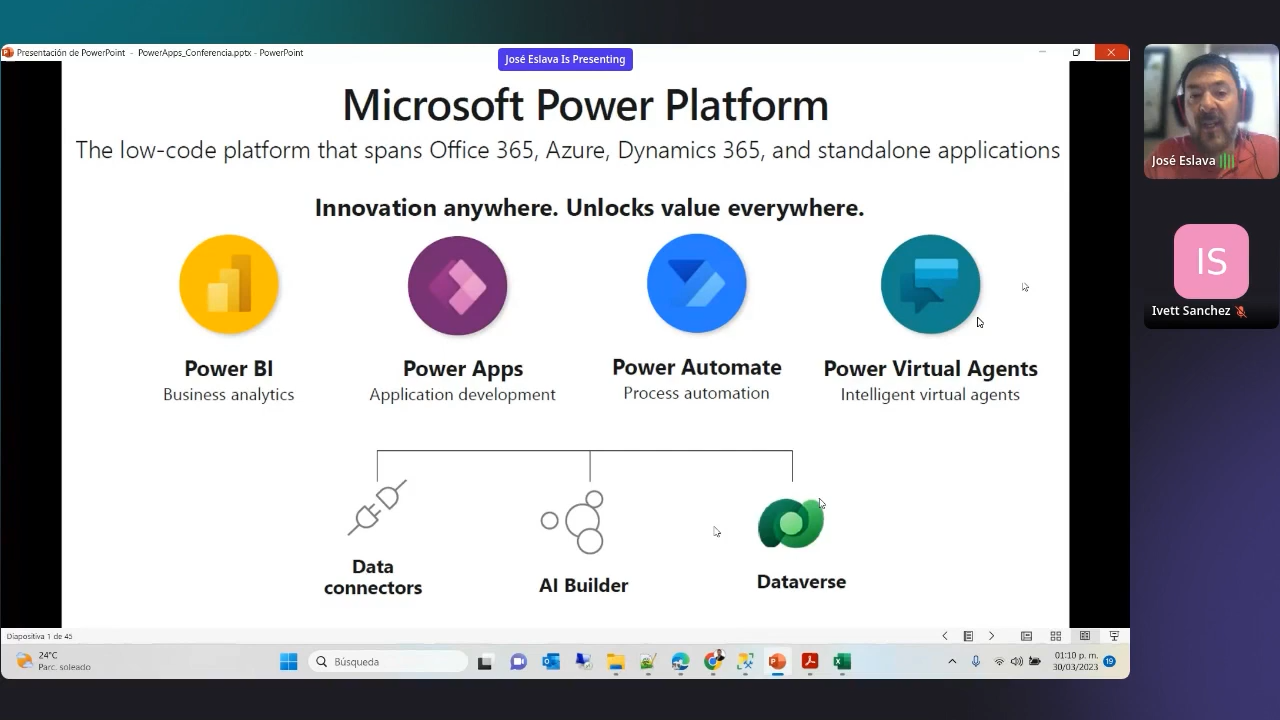 Presentación de PowerPoint - PowerApps_Conferencia.pptx - PowerPoint
José Eslava Is Presenting
Microsoft Power Platform
The low-code platform that spans Office 365, Azure, Dynamics 365, and standalone applications
Innovation anywhere. Unlocks value everywhere.
Power BI
Business analytics
Power Apps
Application development
Power Automate
Process automation
Power Virtual Agents
Intelligent virtual agents
Data
connectors
AI Builder
Dataverse
José Eslava
IS
Ivett Sanchez
Diapositiva 1 de 45
24°C
Parc. soleado
Búsqueda
01:10 p. m.
30/03/2023
19